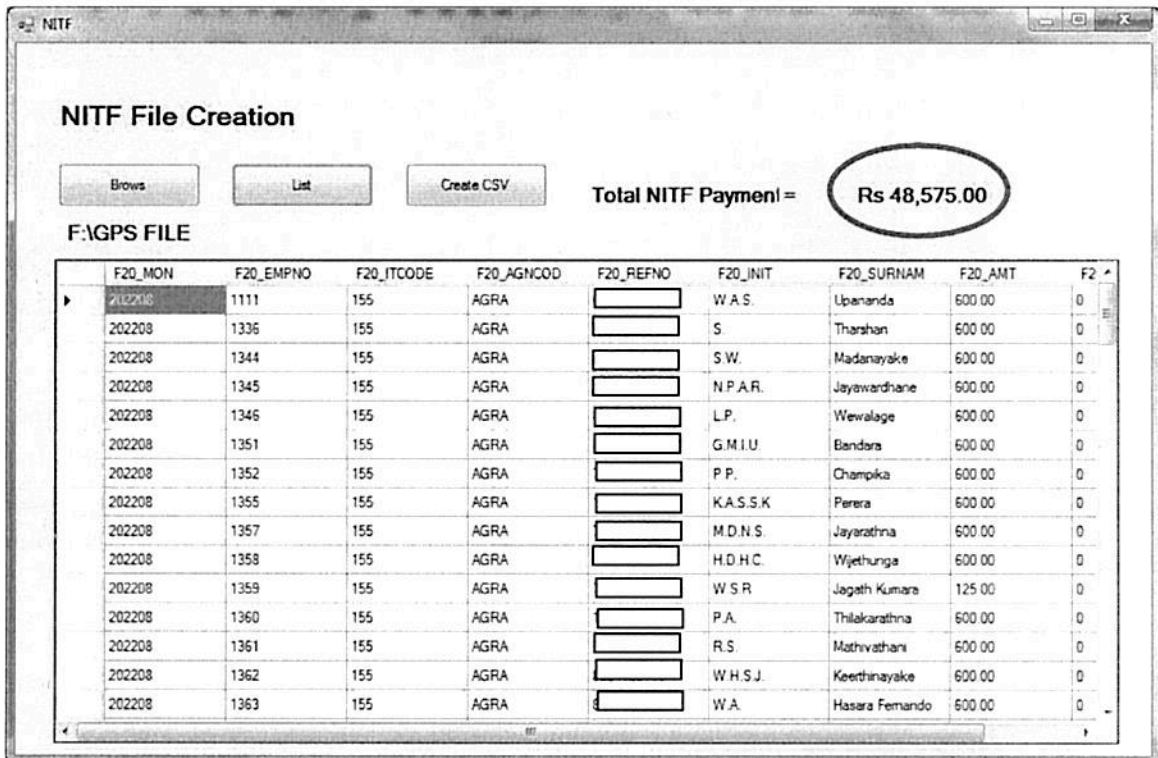 NITF
NITF File Creation
Brows List Create CSV
Total NITF Payment = Rs 48,575.00
F:\GPS FILE
F20_MON F20_EMPNO F20_ITCODE F20_AGNCOD F20_REFNO F20_INIT F20_SURNAM F20_AMT F2
202208 1111 155 AGRA W.A.S. Upananda 600.00 0
202208 1336 155 AGRA S. Tharshan 600.00 0
202208 1344 155 AGRA S.W. Madanayake 600.00 0
202208 1345 155 AGRA N.P.A.R. Jayawardhane 600.00 0
202208 1346 155 AGRA L.P. Wewalage 600.00 0
202208 1351 155 AGRA G.M.I.U. Bandara 600.00 0
202208 1352 155 AGRA P.P. Champika 600.00 0
202208 1355 155 AGRA K.A.S.S.K Perera 600.00 0
202208 1357 155 AGRA M.D.N.S. Jayarathna 600.00 0
202208 1358 155 AGRA H.D.H.C. Wijethunga 600.00 0
202208 1359 155 AGRA W.S.R Jagath Kumara 125.00 0
202208 1360 155 AGRA P.A. Thilakarathna 600.00 0
202208 1361 155 AGRA R.S. Mathivathani 600.00 0
202208 1362 155 AGRA W.H.S.J. Keerthinayake 600.00 0
202208 1363 155 AGRA W.A. Hasara Fernando 600.00 0